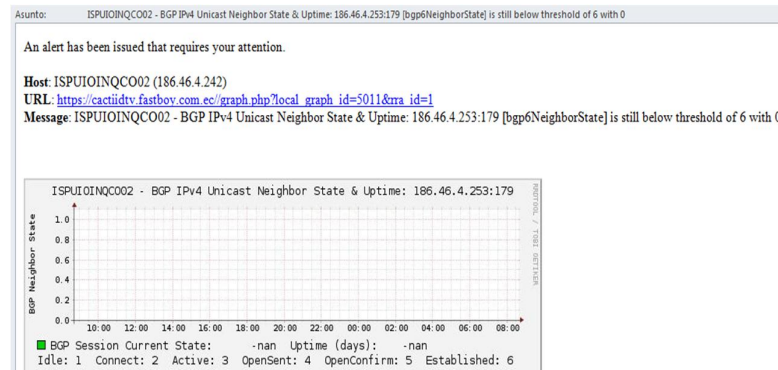 Asunto: ISPUIOINQCO02 - BGP IPv4 Unicast Neighbor State & Uptime: 186.46.4.253:179 [bgp6NeighborState] is still below threshold of 6 with 0
An alert has been issued that requires your attention.
Host: ISPUIOINQCO02 (186.46.4.242)
URL: https://cactiidtv.fastboy.com.ec//graph.php?local_graph_id=5011&rra_id=1
Message: ISPUIOINQCO02 - BGP IPv4 Unicast Neighbor State & Uptime: 186.46.4.253:179 [bgp6NeighborState] is still below threshold of 6 with 0
ISPUIOINQCO02 - BGP IPv4 Unicast Neighbor State & Uptime: 186.46.4.253:179
RRDTOOL / TOBI OETIKER
BGP Neighbor State
1.0
0.8
0.6
0.4
0.2
0.0
10:00 12:00 14:00 16:00 18:00 20:00 22:00 00:00 02:00 04:00 06:00 08:00
BGP Session Current State: -nan Uptime (days): -nan
Idle: 1 Connect: 2 Active: 3 OpenSent: 4 OpenConfirm: 5 Established: 6